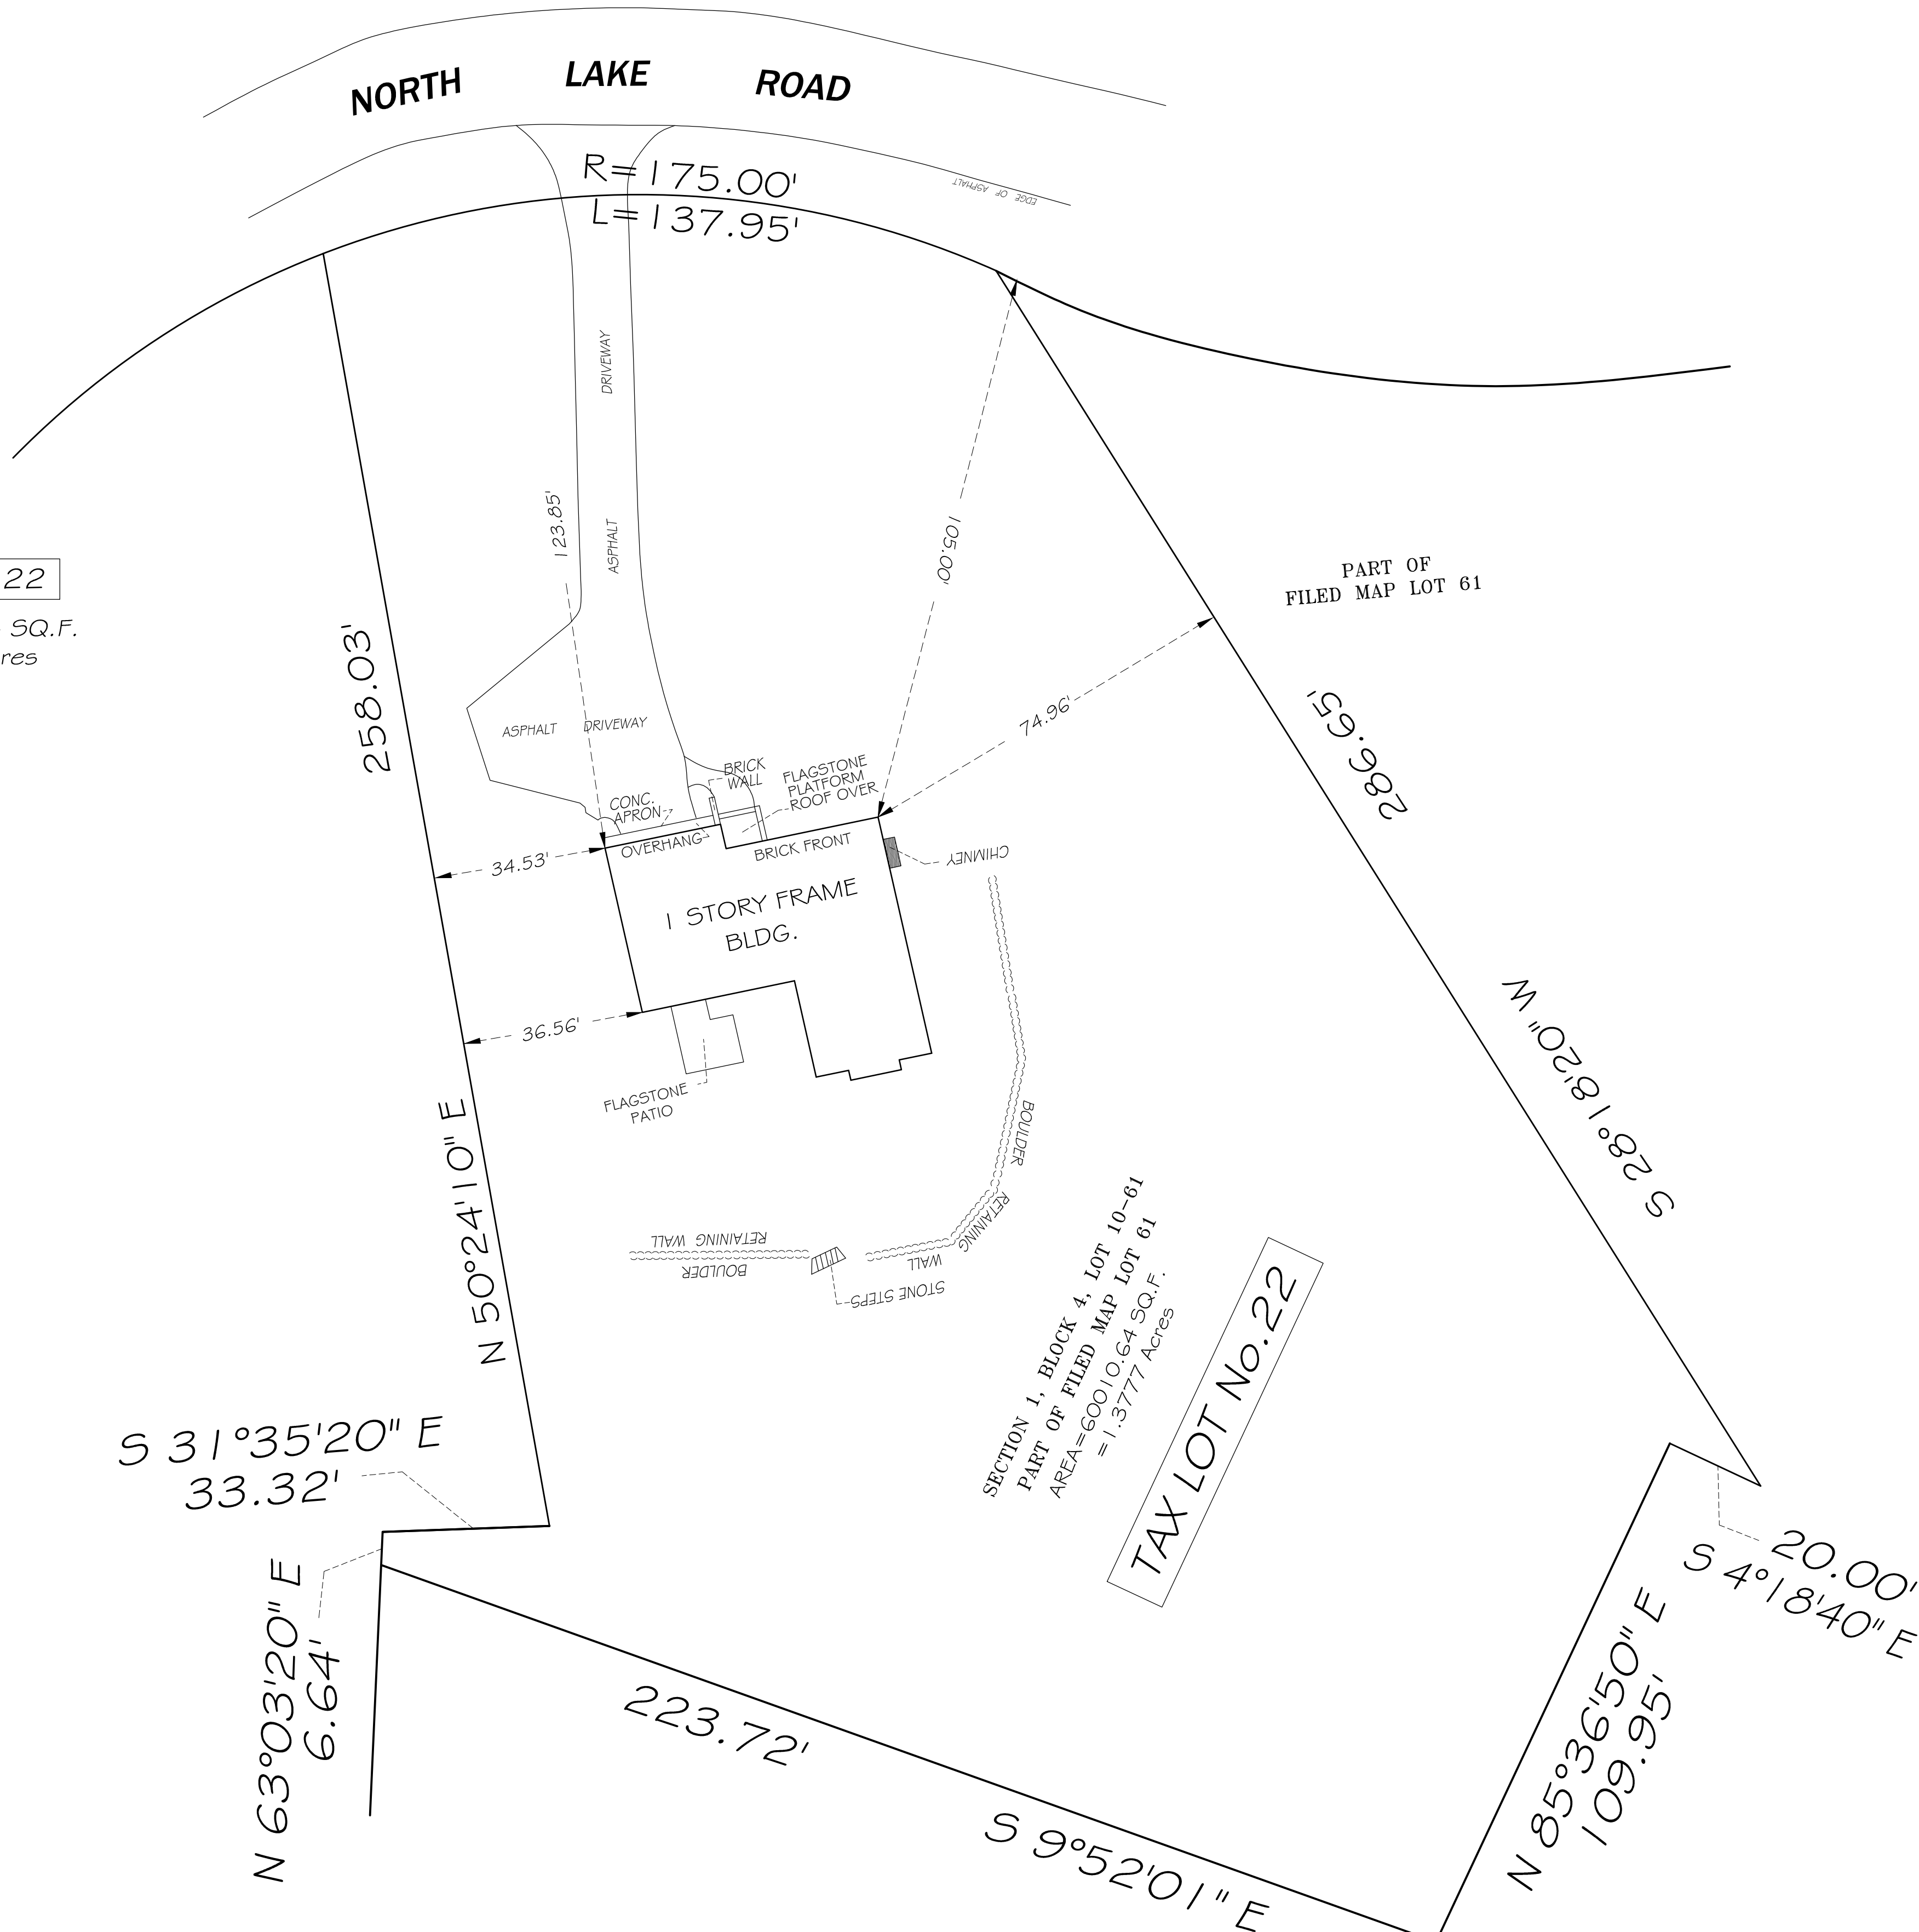 NORTH LAKE ROAD
R=175.00'
L=137.95'
EDGE OF ASPHALT
DRIVEWAY
ASPHALT
123.85'
105.00'
22
SQ.F.
res
258.03'
N 50°24'10" E
PART OF
FILED MAP LOT 61
74.96'
286.65'
S 28°18'20" W
ASPHALT DRIVEWAY
BRICK
WALL
FLAGSTONE
PLATFORM
ROOF OVER
CONC.
APRON
OVERHANG
BRICK FRONT
34.53'
CHIMNEY
1 STORY FRAME
BLDG.
36.56'
FLAGSTONE
PATIO
BOULDER
RETAINING
WALL
RETAINING WALL
BOULDER
STONE STEPS
SECTION 1, BLOCK 4, LOT 10-61
PART OF FILED MAP LOT 61
AREA=60010.64 SQ.F.
=1.3777 Acres
TAX LOT No.22
S 31°35'20" E
33.32'
N 63°03'20" E
6.64'
223.72'
S 9°52'01" E
N 85°36'50" E
109.95'
20.00'
S 4°18'40" E